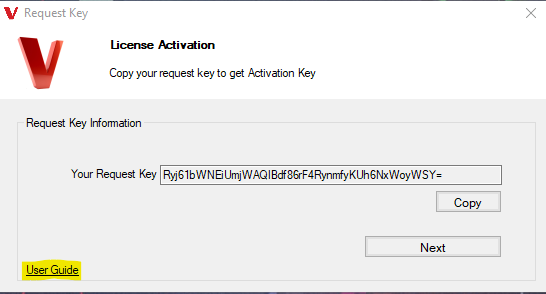 Request Key
License Activation
Copy your request key to get Activation Key
Request Key Information
Your Request Key Ryj61bWNEiUmjWAQIBdf86rF4RynmfyKUh6NxWoyWSY=
Copy
Next
User Guide